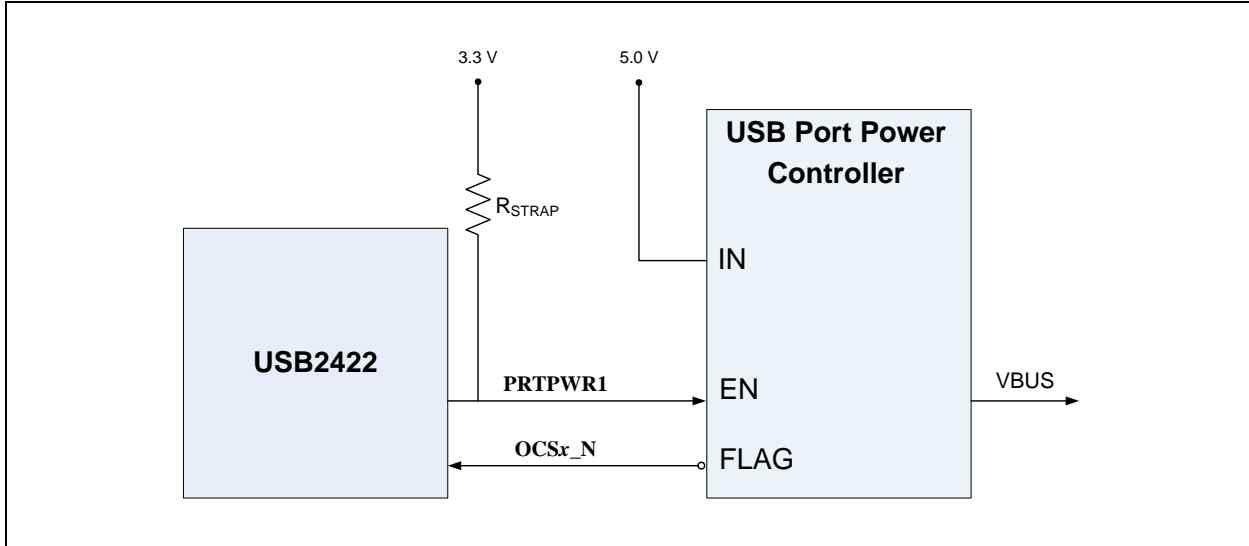 3.3 V
5.0 V
USB Port Power
Controller
RSTRAP
IN
USB2422
PRTPWR1
EN
VBUS
OCSx_N
FLAG